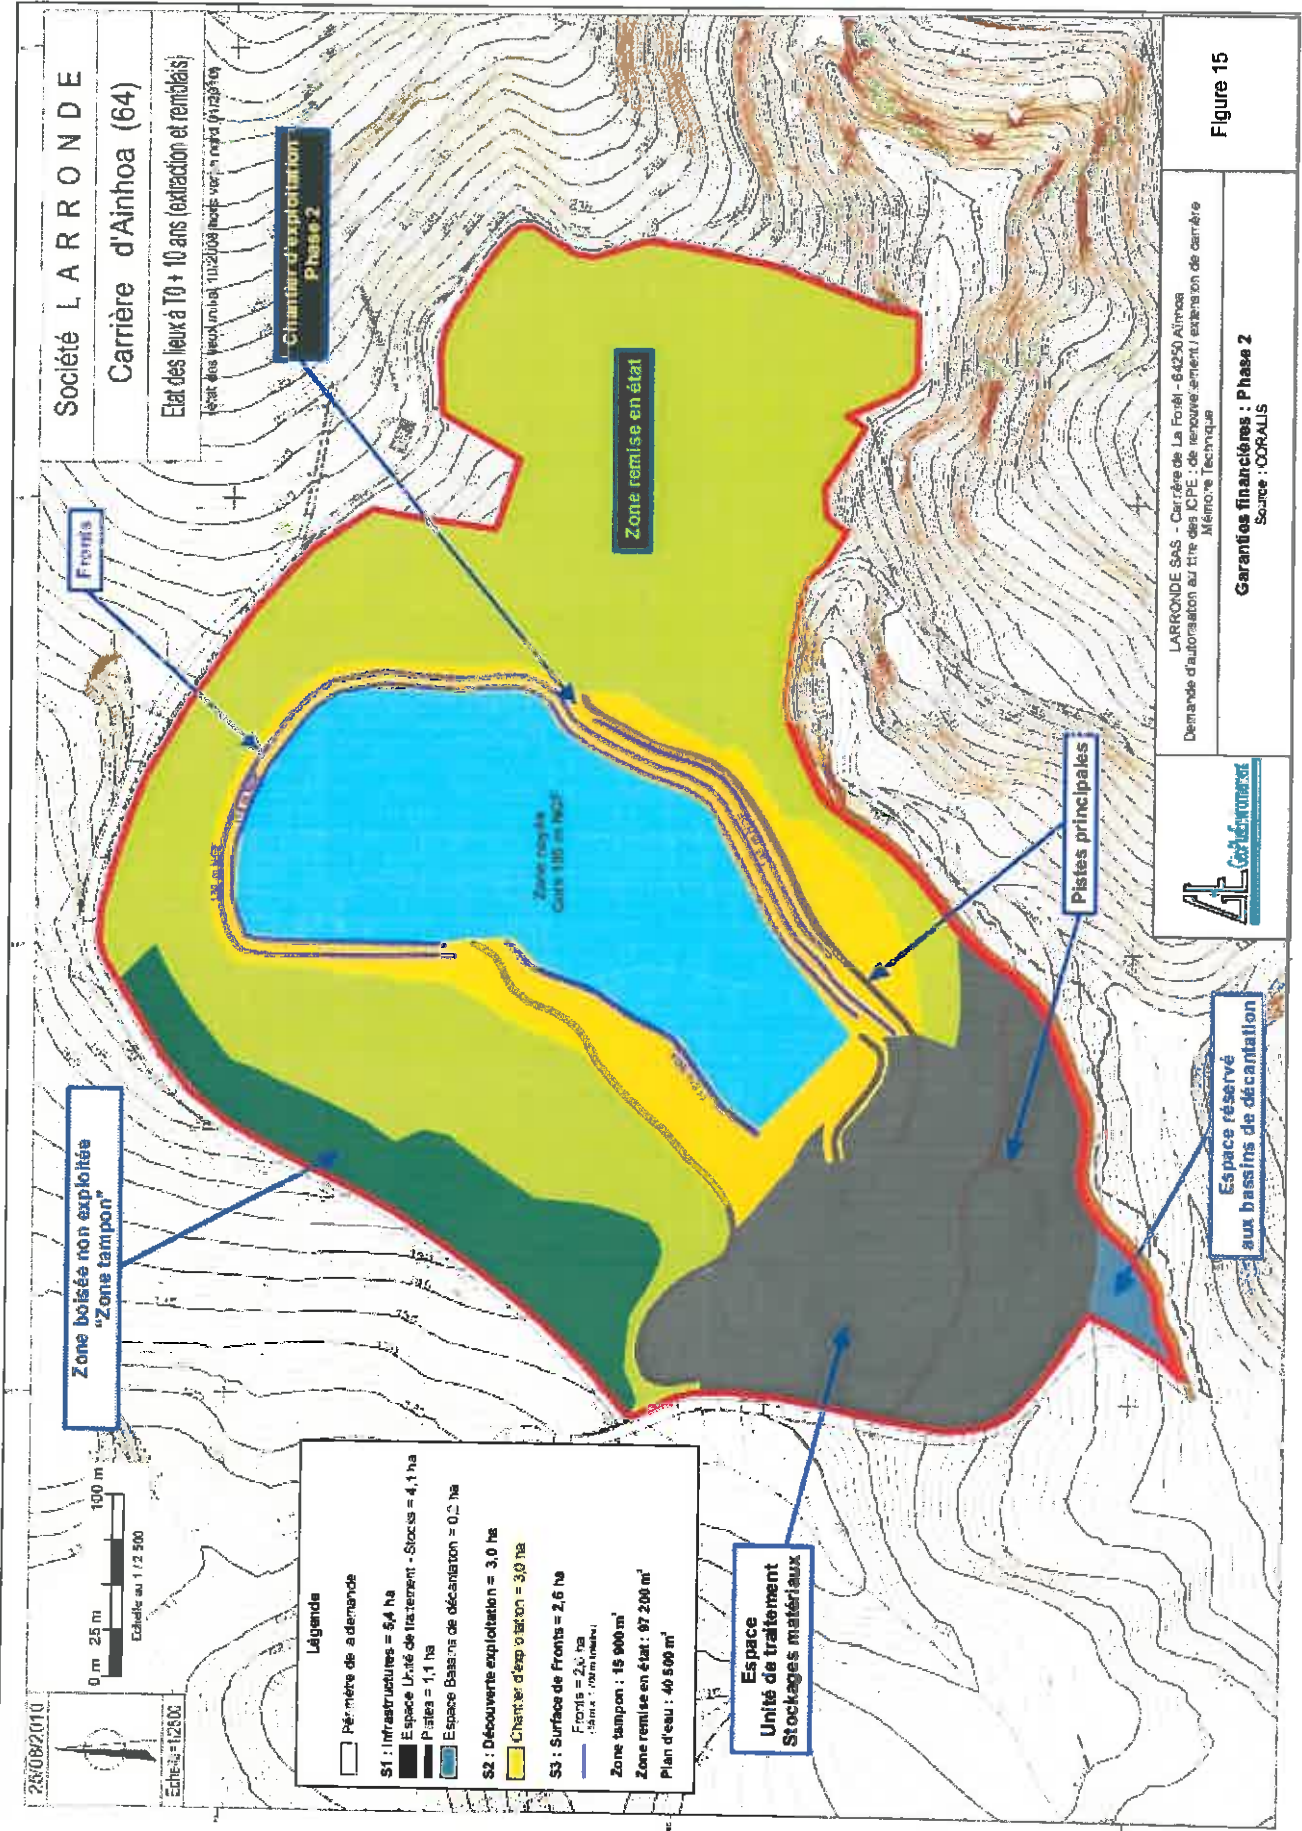 26/08/2010
Echelle = 1/2500
0 m 25 m 100 m
Echelle au 1 / 2 500
Société LARRONDE
Carrière d'Ainhoa (64)
Etat des lieux à T0 + 10 ans (extraction et remblais)
Fronts
Chantier d'exploitation
Phase 2
Zone boisée non exploitée
"Zone tampon"
Zone remise en état
Zone noyée
Pistes principales
Espace réservé
aux bassins de décantation
Espace
Unité de traitement
Stockages matériaux
Légende
Périmètre de la demande
S1 : Infrastructures = 5,4 ha
Espace Unité de traitement - Stocks = 4,1 ha
Pistes = 1,1 ha
Espace Bassins de décantation = 0,2 ha
S2 : Découverte exploitation = 3,0 ha
Chantier d'exploitation = 3,0 ha
S3 : Surface de Fronts = 2,6 ha
Fronts = 2,6 ha
Zone tampon : 15 900 m²
Zone remise en état : 97 200 m²
Plan d'eau : 40 500 m²
LARRONDE SAS - Carrière de La Forêt - 64250 Ainhoa
Demande d'autorisation au titre des ICPE : de renouvellement / extension de carrière
Mémoire Technique
Garanties financières : Phase 2
Source : CORALIS
Figure 15